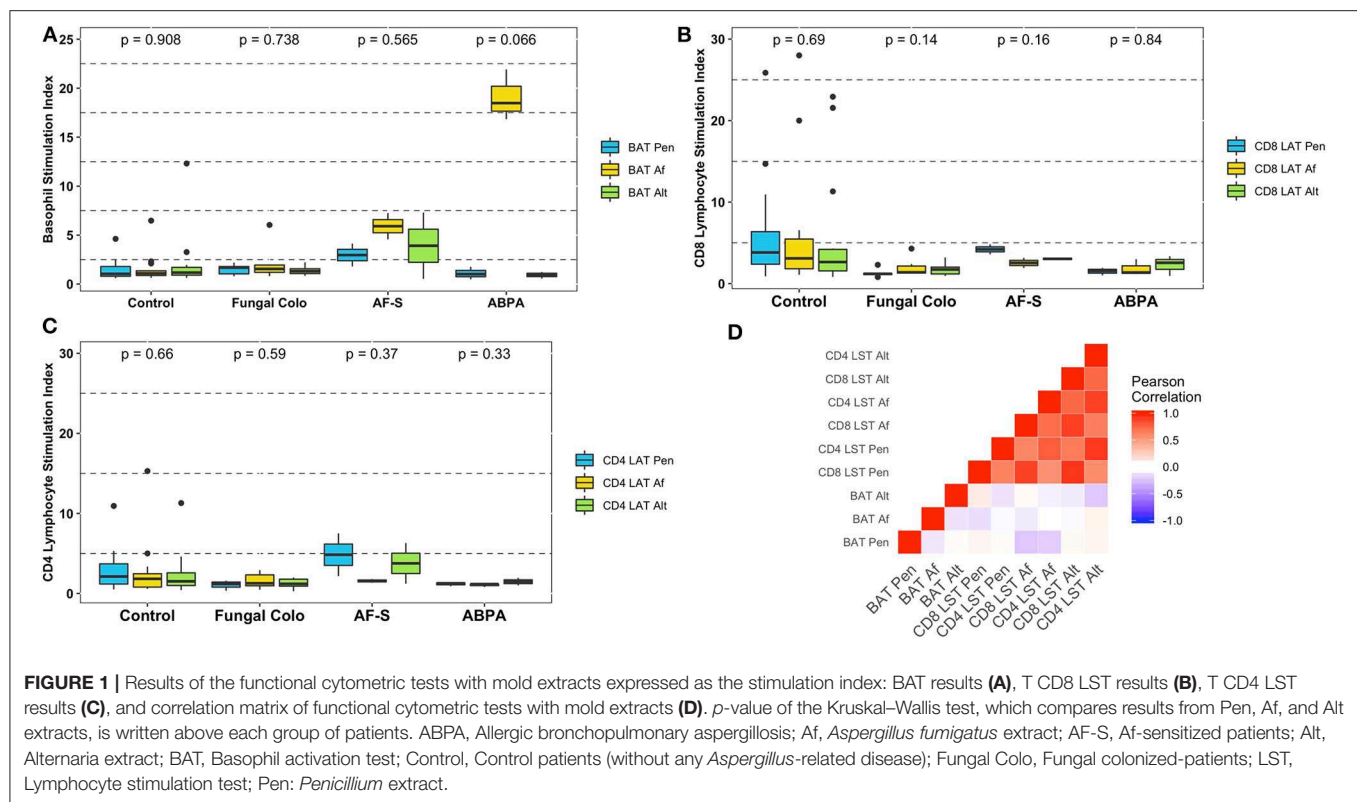 A
25
20
15
10
5
0
Basophil Stimulation Index
p = 0.908 p = 0.738 p = 0.565 p = 0.066
Control Fungal Colo AF-S ABPA
BAT Pen
BAT Af
BAT Alt
B
30
20
10
0
CD8 Lymphocyte Stimulation Index
p = 0.69 p = 0.14 p = 0.16 p = 0.84
Control Fungal Colo AF-S ABPA
CD8 LAT Pen
CD8 LAT Af
CD8 LAT Alt
C
30
20
10
0
CD4 Lymphocyte Stimulation Index
p = 0.66 p = 0.59 p = 0.37 p = 0.33
Control Fungal Colo AF-S ABPA
CD4 LAT Pen
CD4 LAT Af
CD4 LAT Alt
D
CD4 LST Alt
CD8 LST Alt
CD4 LST Af
CD8 LST Af
CD4 LST Pen
CD8 LST Pen
BAT Alt
BAT Af
BAT Pen
BAT Pen
BAT Af
BAT Alt
CD8 LST Pen
CD4 LST Pen
CD8 LST Af
CD4 LST Af
CD8 LST Alt
CD4 LST Alt
Pearson
Correlation
1.0
0.5
0.0
-0.5
-1.0
FIGURE 1 | Results of the functional cytometric tests with mold extracts expressed as the stimulation index: BAT results (A), T CD8 LST results (B), T CD4 LST
results (C), and correlation matrix of functional cytometric tests with mold extracts (D). p-value of the Kruskal–Wallis test, which compares results from Pen, Af, and Alt
extracts, is written above each group of patients. ABPA, Allergic bronchopulmonary aspergillosis; Af, Aspergillus fumigatus extract; AF-S, Af-sensitized patients; Alt,
Alternaria extract; BAT, Basophil activation test; Control, Control patients (without any Aspergillus-related disease); Fungal Colo, Fungal colonized-patients; LST,
Lymphocyte stimulation test; Pen: Penicillium extract.